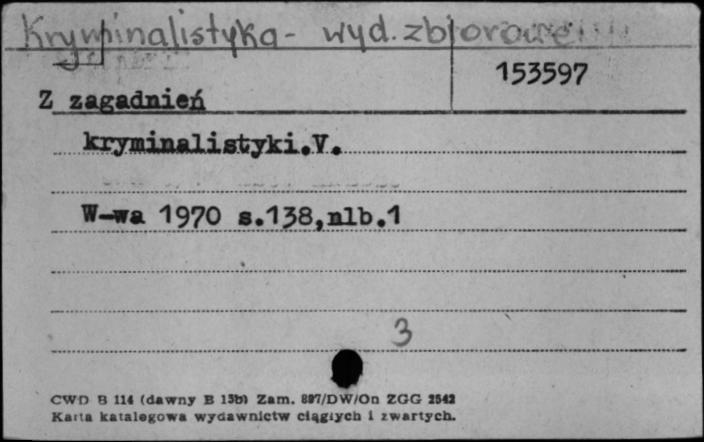 Kryminalistyka - wyd. zbiorowe
153597
Z zagadnień
kryminalistyki.V.
W-wa 1970 s.138,nlb.1
3
CWD B 114 (dawny B 15b) Zam. 897/DW/On ZGG 2542
Karta katalogowa wydawnictw ciągłych i zwartych.